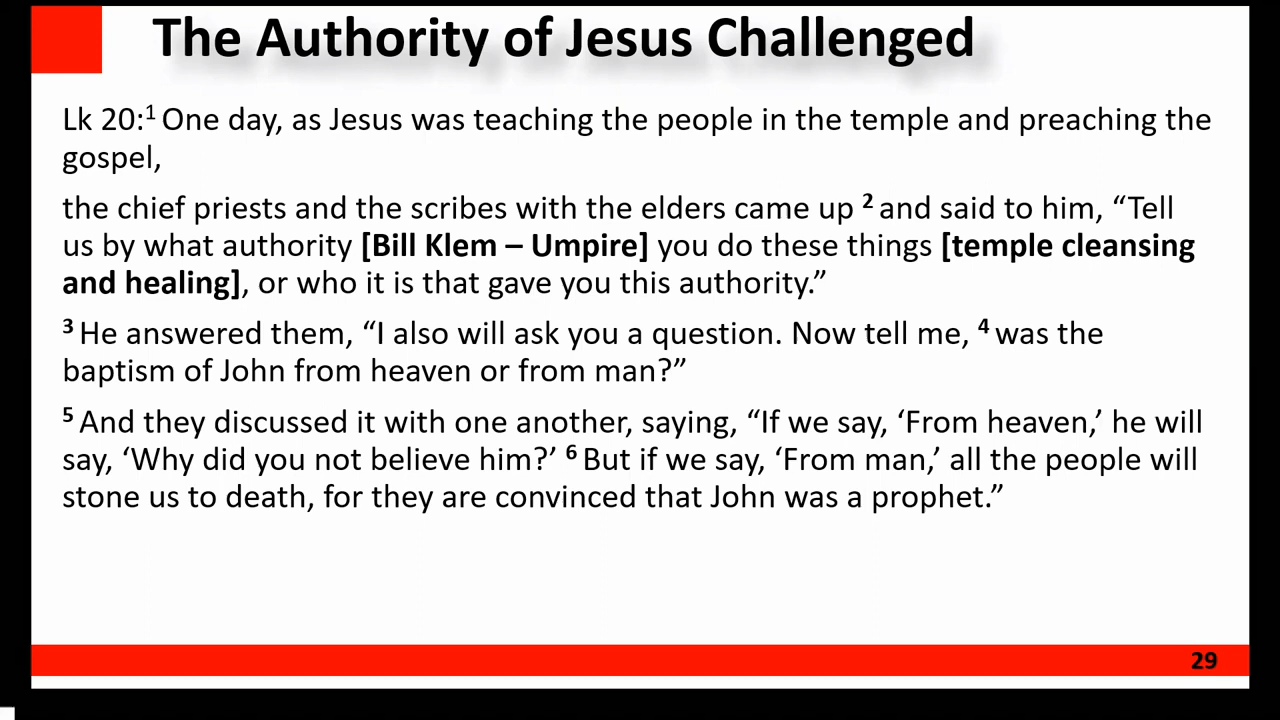 The Authority of Jesus Challenged
Lk 20:1 One day, as Jesus was teaching the people in the temple and preaching the
gospel,
the chief priests and the scribes with the elders came up 2 and said to him, “Tell
us by what authority [Bill Klem – Umpire] you do these things [temple cleansing
and healing], or who it is that gave you this authority.”
3 He answered them, “I also will ask you a question. Now tell me, 4 was the
baptism of John from heaven or from man?”
5 And they discussed it with one another, saying, “If we say, ‘From heaven,’ he will
say, ‘Why did you not believe him?’ 6 But if we say, ‘From man,’ all the people will
stone us to death, for they are convinced that John was a prophet.”
29